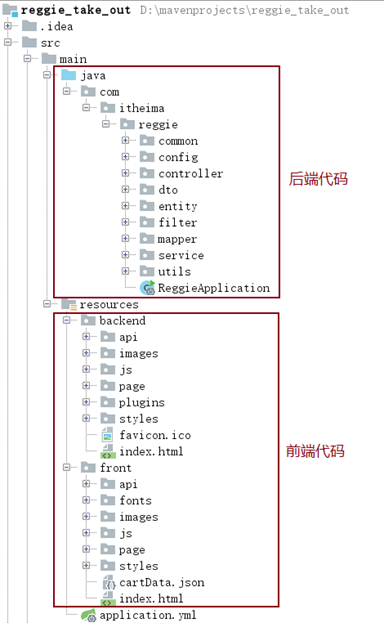 reggie_take_out D:\mavenprojects\reggie_take_out
.idea
src
main
java
com
itheima
reggie
common
config
controller
后端代码
dto
entity
filter
mapper
service
utils
ReggieApplication
resources
backend
api
images
js
page
plugins
styles
favicon.ico
index.html
前端代码
front
api
fonts
images
js
page
styles
cartData.json
index.html
application.yml